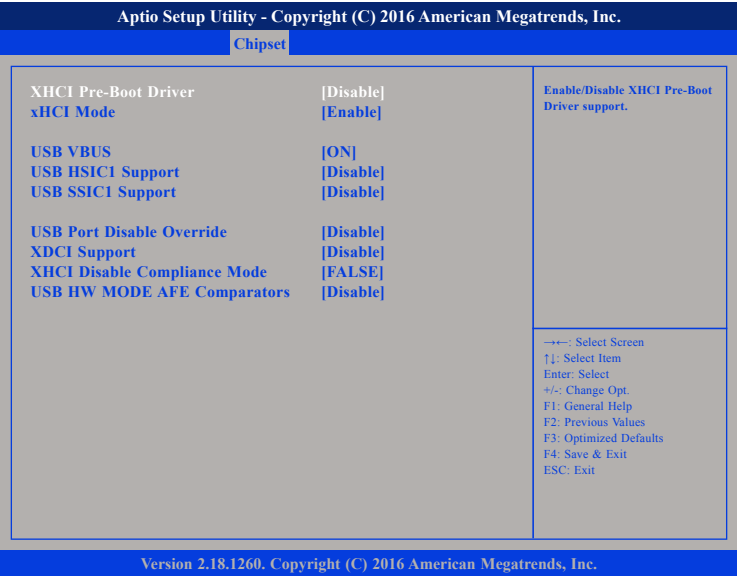 Aptio Setup Utility - Copyright (C) 2016 American Megatrends, Inc.
Chipset
XHCI Pre-Boot Driver [Disable]
xHCI Mode [Enable]
USB VBUS [ON]
USB HSIC1 Support [Disable]
USB SSIC1 Support [Disable]
USB Port Disable Override [Disable]
XDCI Support [Disable]
XHCI Disable Compliance Mode [FALSE]
USB HW MODE AFE Comparators [Disable]
Enable/Disable XHCI Pre-Boot
Driver support.
→←: Select Screen
↑↓: Select Item
Enter: Select
+/-: Change Opt.
F1: General Help
F2: Previous Values
F3: Optimized Defaults
F4: Save & Exit
ESC: Exit
Version 2.18.1260. Copyright (C) 2016 American Megatrends, Inc.